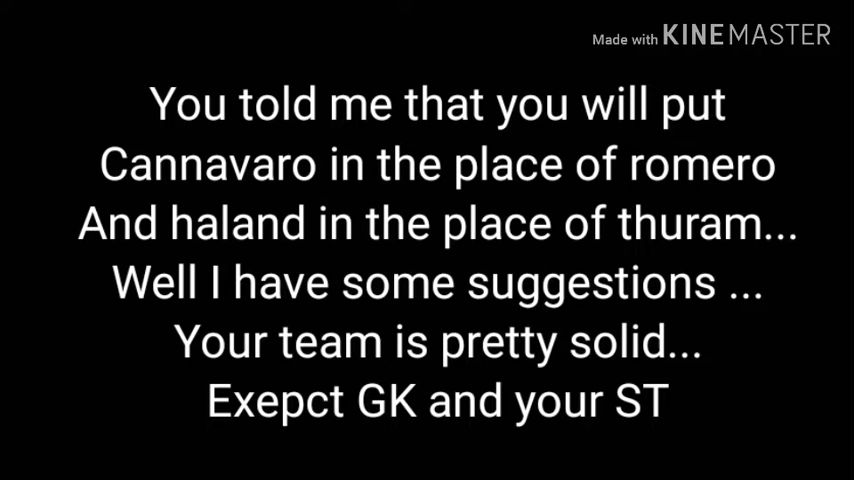 Made with KINEMASTER
You told me that you will put
Cannavaro in the place of romero
And haland in the place of thuram...
Well I have some suggestions ...
Your team is pretty solid...
Exepct GK and your ST